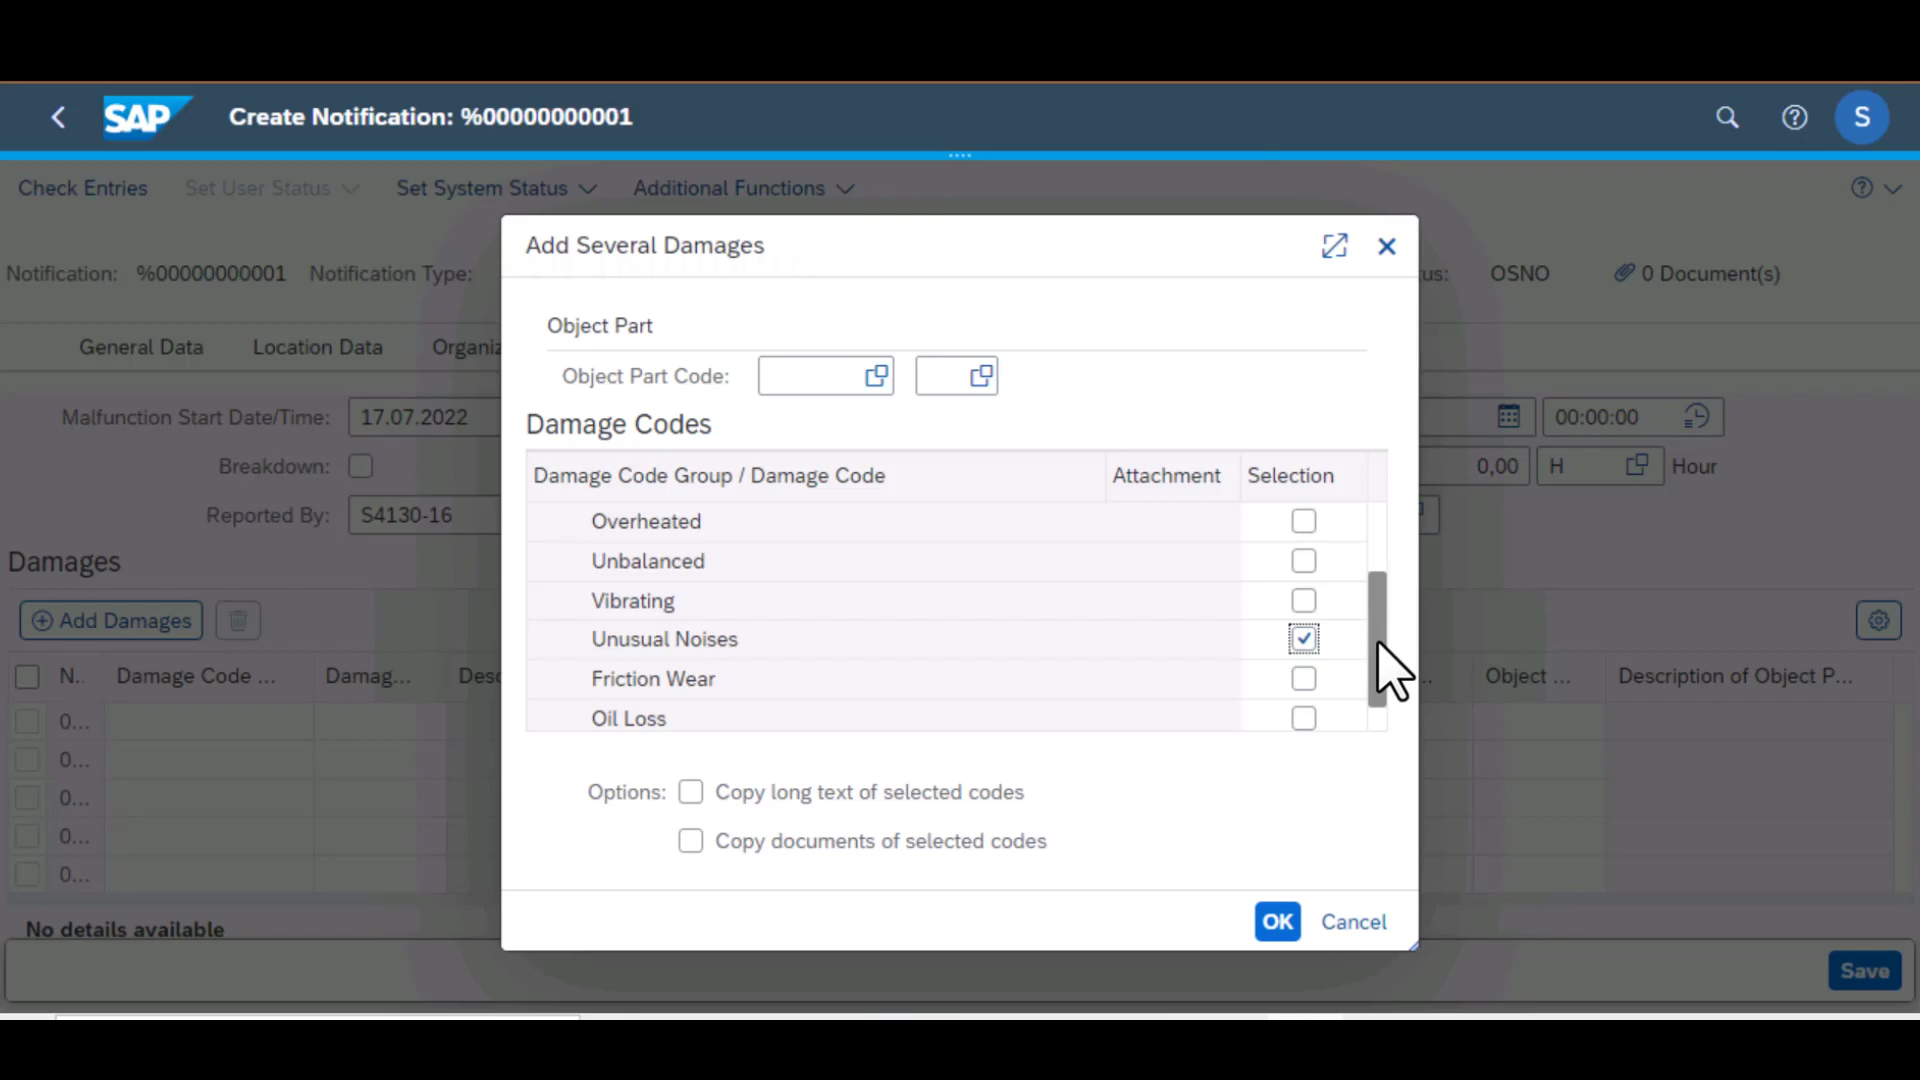 SAP Create Notification: %00000000001 S
Check Entries Set User Status Set System Status Additional Functions
Add Several Damages
Notification: %00000000001 Notification Type: us: OSNO 0 Document(s)
Object Part
General Data Location Data Organiz
Object Part Code:
Malfunction Start Date/Time: 17.07.2022 00:00:00
Damage Codes
Breakdown: 0,00 H Hour
Damage Code Group / Damage Code Attachment Selection
Reported By: S4130-16
Overheated
Damages
Unbalanced
Vibrating
Add Damages
Unusual Noises
N.. Damage Code ... Damag... Desc .. Object ... Description of Object P...
Friction Wear
0...
Oil Loss
0...
0...
Options: Copy long text of selected codes
0...
Copy documents of selected codes
0...
No details available
OK Cancel
Save